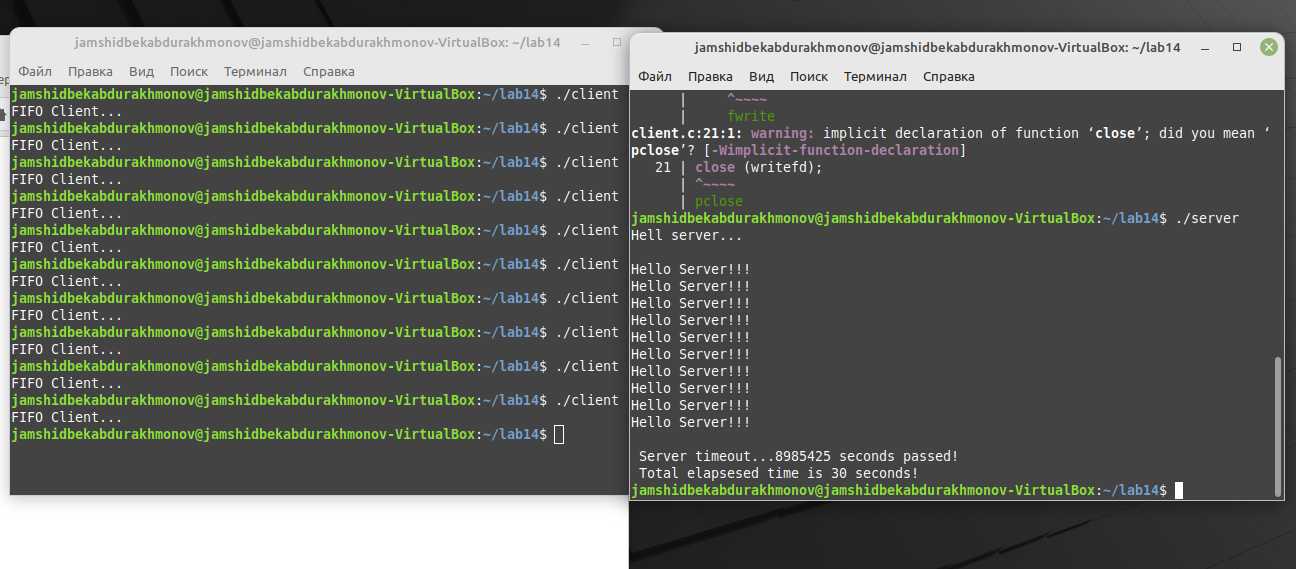 jamshidbekabdurakhmonov@jamshidbekabdurakhmonov-VirtualBox: ~/lab14
Файл Правка Вид Поиск Терминал Справка
jamshidbekabdurakhmonov@jamshidbekabdurakhmonov-VirtualBox:~/lab14$ ./client
FIFO Client...
jamshidbekabdurakhmonov@jamshidbekabdurakhmonov-VirtualBox:~/lab14$ ./client
FIFO Client...
jamshidbekabdurakhmonov@jamshidbekabdurakhmonov-VirtualBox:~/lab14$ ./client
FIFO Client...
jamshidbekabdurakhmonov@jamshidbekabdurakhmonov-VirtualBox:~/lab14$ ./client
FIFO Client...
jamshidbekabdurakhmonov@jamshidbekabdurakhmonov-VirtualBox:~/lab14$ ./client
FIFO Client...
jamshidbekabdurakhmonov@jamshidbekabdurakhmonov-VirtualBox:~/lab14$ ./client
FIFO Client...
jamshidbekabdurakhmonov@jamshidbekabdurakhmonov-VirtualBox:~/lab14$ ./client
FIFO Client...
jamshidbekabdurakhmonov@jamshidbekabdurakhmonov-VirtualBox:~/lab14$ ./client
FIFO Client...
jamshidbekabdurakhmonov@jamshidbekabdurakhmonov-VirtualBox:~/lab14$ ./client
FIFO Client...
jamshidbekabdurakhmonov@jamshidbekabdurakhmonov-VirtualBox:~/lab14$ ./client
FIFO Client...
jamshidbekabdurakhmonov@jamshidbekabdurakhmonov-VirtualBox:~/lab14$
jamshidbekabdurakhmonov@jamshidbekabdurakhmonov-VirtualBox: ~/lab14
Файл Правка Вид Поиск Терминал Справка
| ^~~~~
| fwrite
client.c:21:1: warning: implicit declaration of function ‘close’; did you mean ‘
pclose’? [-Wimplicit-function-declaration]
21 | close (writefd);
| ^~~~~
| pclose
jamshidbekabdurakhmonov@jamshidbekabdurakhmonov-VirtualBox:~/lab14$ ./server
Hell server...
Hello Server!!!
Hello Server!!!
Hello Server!!!
Hello Server!!!
Hello Server!!!
Hello Server!!!
Hello Server!!!
Hello Server!!!
Hello Server!!!
Hello Server!!!
Server timeout...8985425 seconds passed!
Total elapsesed time is 30 seconds!
jamshidbekabdurakhmonov@jamshidbekabdurakhmonov-VirtualBox:~/lab14$